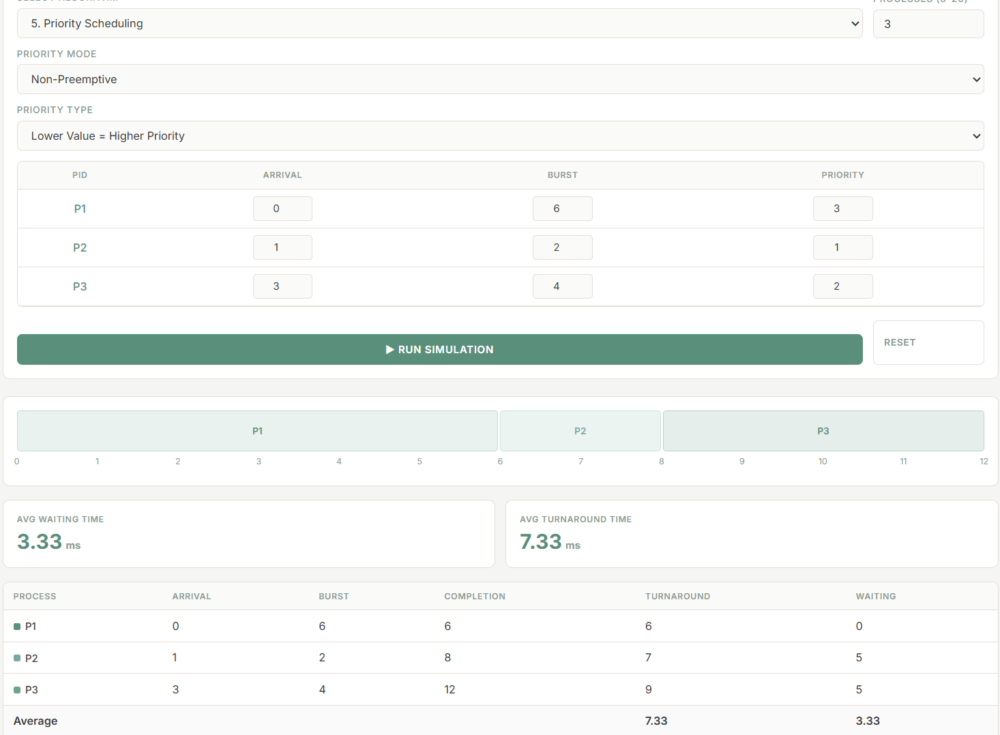 5. Priority Scheduling
3
PRIORITY MODE
Non-Preemptive
PRIORITY TYPE
Lower Value = Higher Priority
PID ARRIVAL BURST PRIORITY
P1 0 6 3
P2 1 2 1
P3 3 4 2
▶ RUN SIMULATION
RESET
P1 P2 P3
0 1 2 3 4 5 6 7 8 9 10 11 12
AVG WAITING TIME
3.33 ms
AVG TURNAROUND TIME
7.33 ms
PROCESS ARRIVAL BURST COMPLETION TURNAROUND WAITING
P1 0 6 6 6 0
P2 1 2 8 7 5
P3 3 4 12 9 5
Average 7.33 3.33